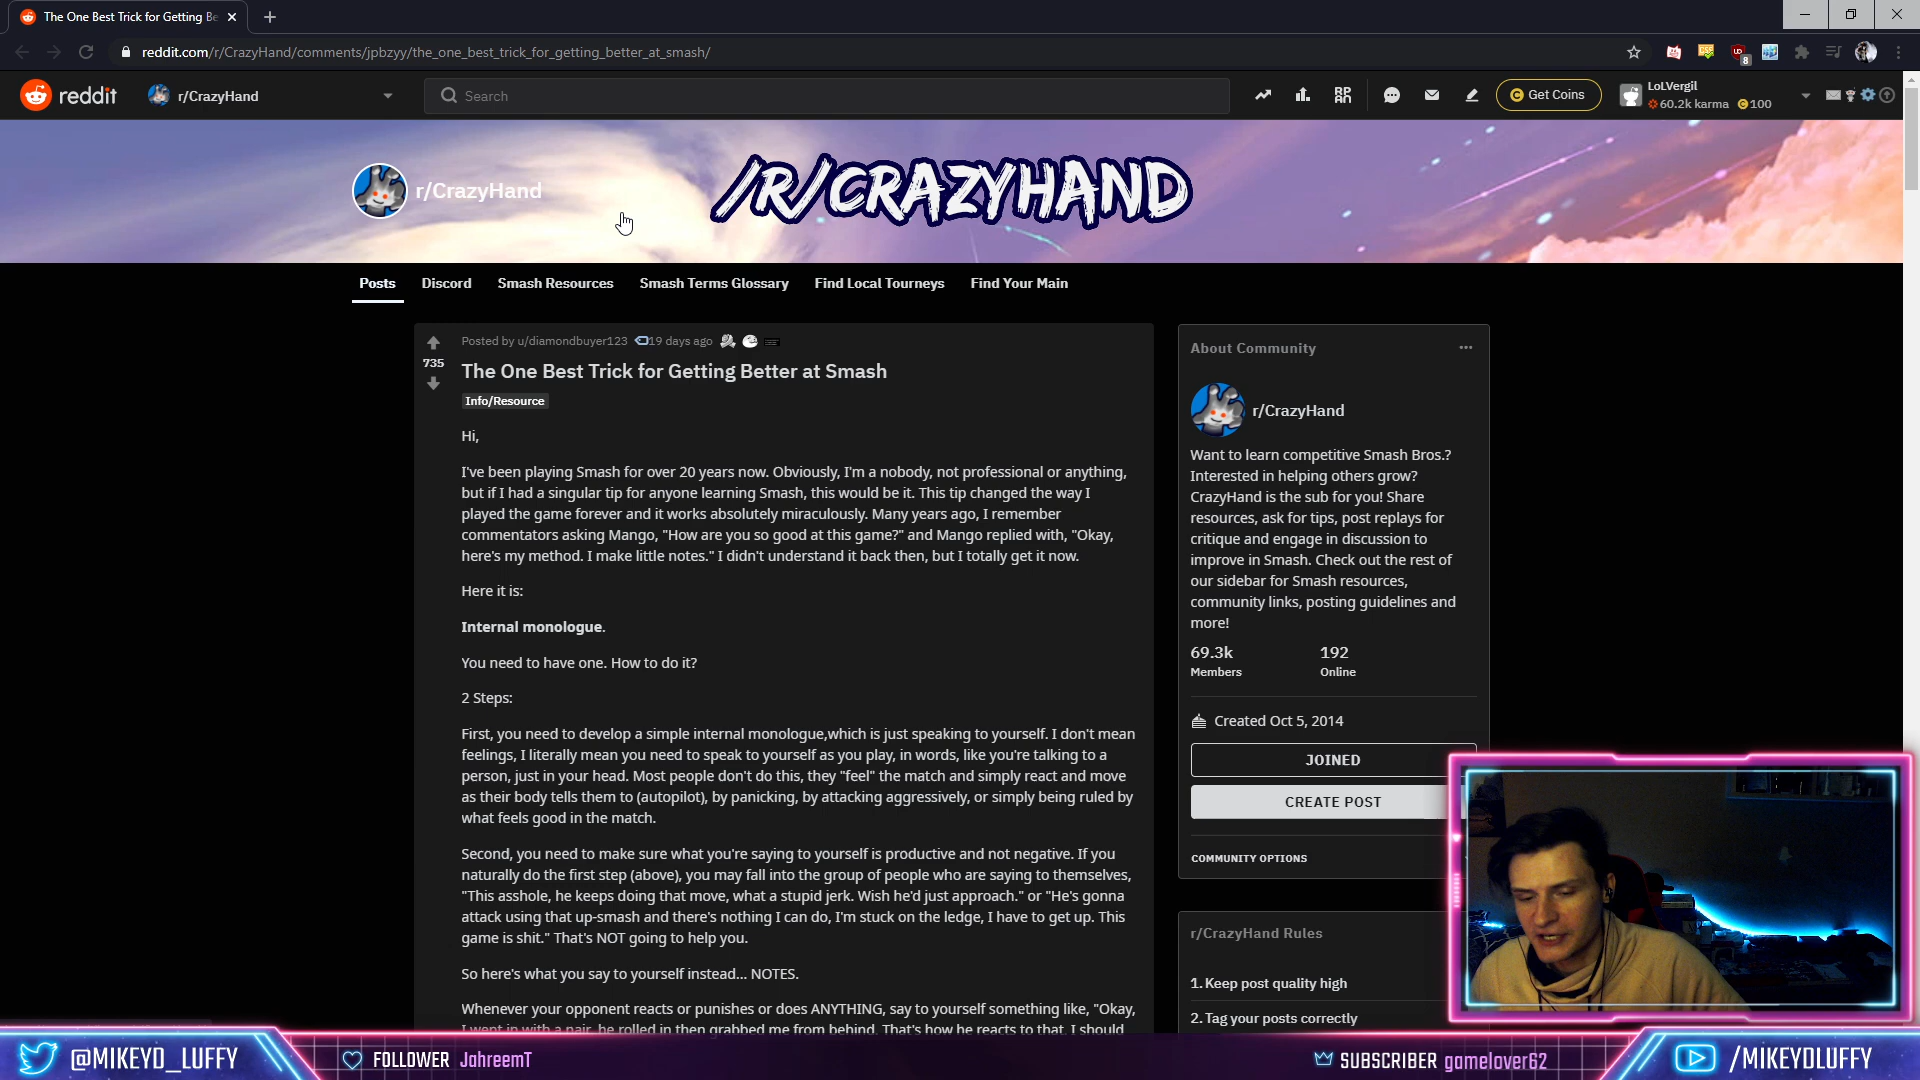 The One Best Trick for Getting Be
reddit.com/r/CrazyHand/comments/jpbzyy/the_one_best_trick_for_getting_better_at_smash/
8
reddit
r/CrazyHand
Search
Get Coins
LoLVergil
60.2k karma 100
r/CrazyHand
/R/CRAZYHAND
Posts
Discord
Smash Resources
Smash Terms Glossary
Find Local Tourneys
Find Your Main
Posted by u/diamondbuyer123 19 days ago
735
The One Best Trick for Getting Better at Smash
Info/Resource
Hi,
I've been playing Smash for over 20 years now. Obviously, I'm a nobody, not professional or anything,
but if I had a singular tip for anyone learning Smash, this would be it. This tip changed the way I
played the game forever and it works absolutely miraculously. Many years ago, I remember
commentators asking Mango, "How are you so good at this game?" and Mango replied with, "Okay,
here's my method. I make little notes." I didn't understand it back then, but I totally get it now.
Here it is:
Internal monologue.
You need to have one. How to do it?
2 Steps:
First, you need to develop a simple internal monologue,which is just speaking to yourself. I don't mean
feelings, I literally mean you need to speak to yourself as you play, in words, like you're talking to a
person, just in your head. Most people don't do this, they "feel" the match and simply react and move
as their body tells them to (autopilot), by panicking, by attacking aggressively, or simply being ruled by
what feels good in the match.
Second, you need to make sure what you're saying to yourself is productive and not negative. If you
naturally do the first step (above), you may fall into the group of people who are saying to themselves,
"This asshole, he keeps doing that move, what a stupid jerk. Wish he'd just approach." or "He's gonna
attack using that up-smash and there's nothing I can do, I'm stuck on the ledge, I have to get up. This
game is shit." That's NOT going to help you.
So here's what you say to yourself instead... NOTES.
Whenever your opponent reacts or punishes or does ANYTHING, say to yourself something like, "Okay,
I went in with a nair, he rolled in then grabbed me from behind. That's how he reacts to that. I should
About Community
r/CrazyHand
Want to learn competitive Smash Bros.?
Interested in helping others grow?
CrazyHand is the sub for you! Share
resources, ask for tips, post replays for
critique and engage in discussion to
improve in Smash. Check out the rest of
our sidebar for Smash resources,
community links, posting guidelines and
more!
69.3k
Members
192
Online
Created Oct 5, 2014
JOINED
CREATE POST
COMMUNITY OPTIONS
r/CrazyHand Rules
1. Keep post quality high
2. Tag your posts correctly
@MIKEYD_LUFFY
FOLLOWER JahreemT
SUBSCRIBER gamelover62
/MIKEYDLUFFY